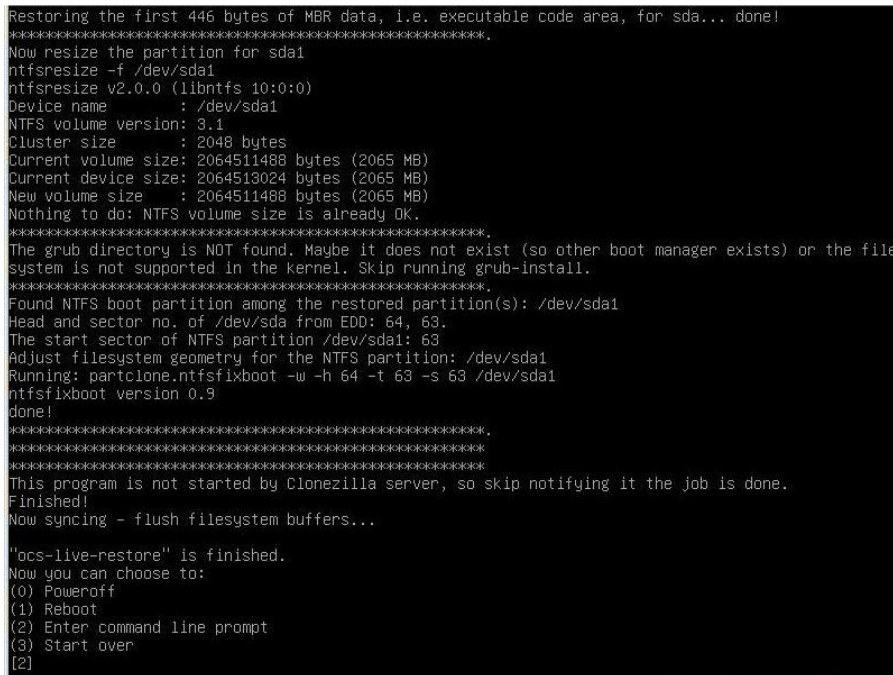 Restoring the first 446 bytes of MBR data, i.e. executable code area, for sda... done!
*****************************************************.
Now resize the partition for sda1
ntfsresize -f /dev/sda1
ntfsresize v2.0.0 (libntfs 10:0:0)
Device name        : /dev/sda1
NTFS volume version: 3.1
Cluster size       : 2048 bytes
Current volume size: 2064511488 bytes (2065 MB)
Current device size: 2064513024 bytes (2065 MB)
New volume size    : 2064511488 bytes (2065 MB)
Nothing to do: NTFS volume size is already OK.
*****************************************************.
The grub directory is NOT found. Maybe it does not exist (so other boot manager exists) or the file
system is not supported in the kernel. Skip running grub-install.
*****************************************************.
Found NTFS boot partition among the restored partition(s): /dev/sda1
Head and sector no. of /dev/sda from EDD: 64, 63.
The start sector of NTFS partition /dev/sda1: 63
Adjust filesystem geometry for the NTFS partition: /dev/sda1
Running: partclone.ntfsfixboot -w -h 64 -t 63 -s 63 /dev/sda1
ntfsfixboot version 0.9
done!
*****************************************************.
*****************************************************
*****************************************************
This program is not started by Clonezilla server, so skip notifying it the job is done.
Finished!
Now syncing - flush filesystem buffers...
"ocs-live-restore" is finished.
Now you can choose to:
(0) Poweroff
(1) Reboot
(2) Enter command line prompt
(3) Start over
[2]